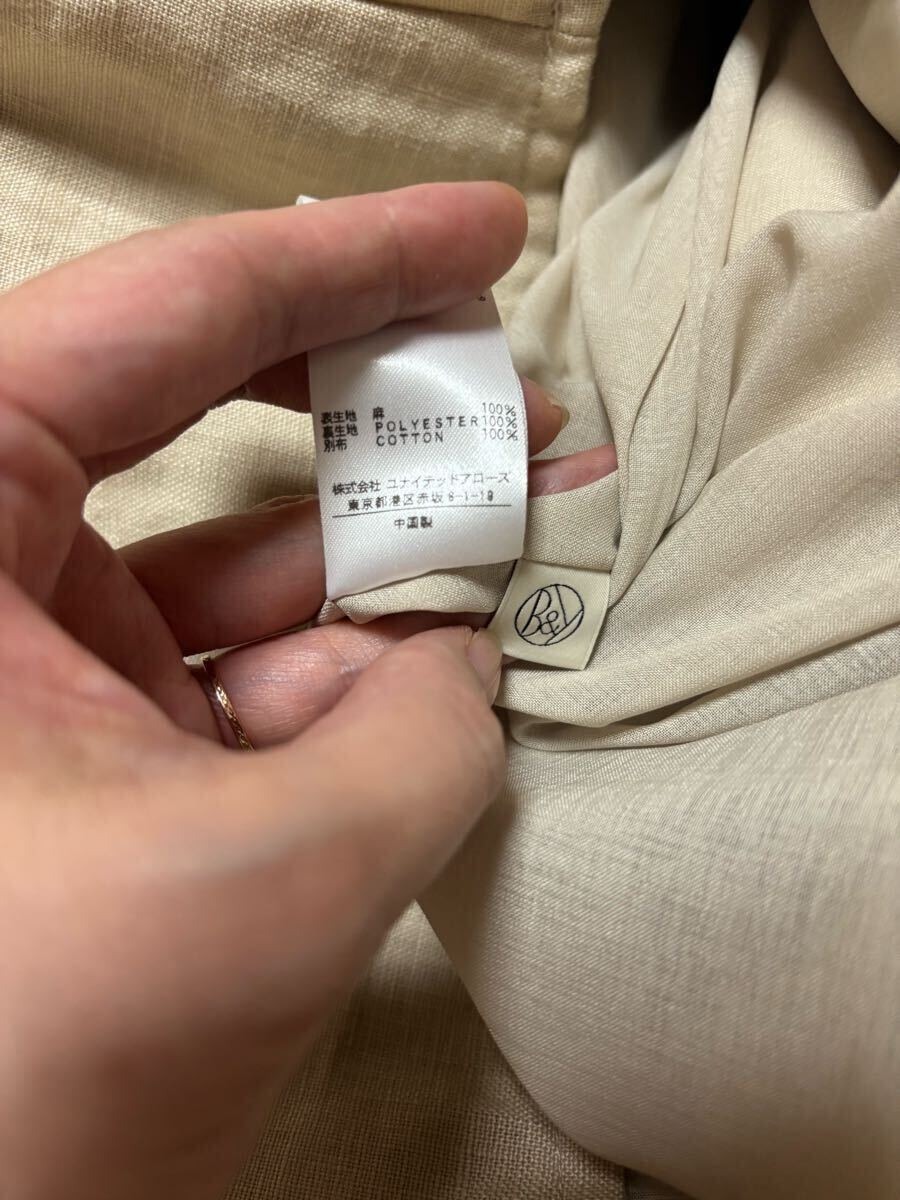 表生地 麻 100%
裏生地 POLYESTER 100%
別布 COTTON 100%
株式会社 ユナイテッドアローズ
東京都港区赤坂 8-1-19
中国製
B&Y